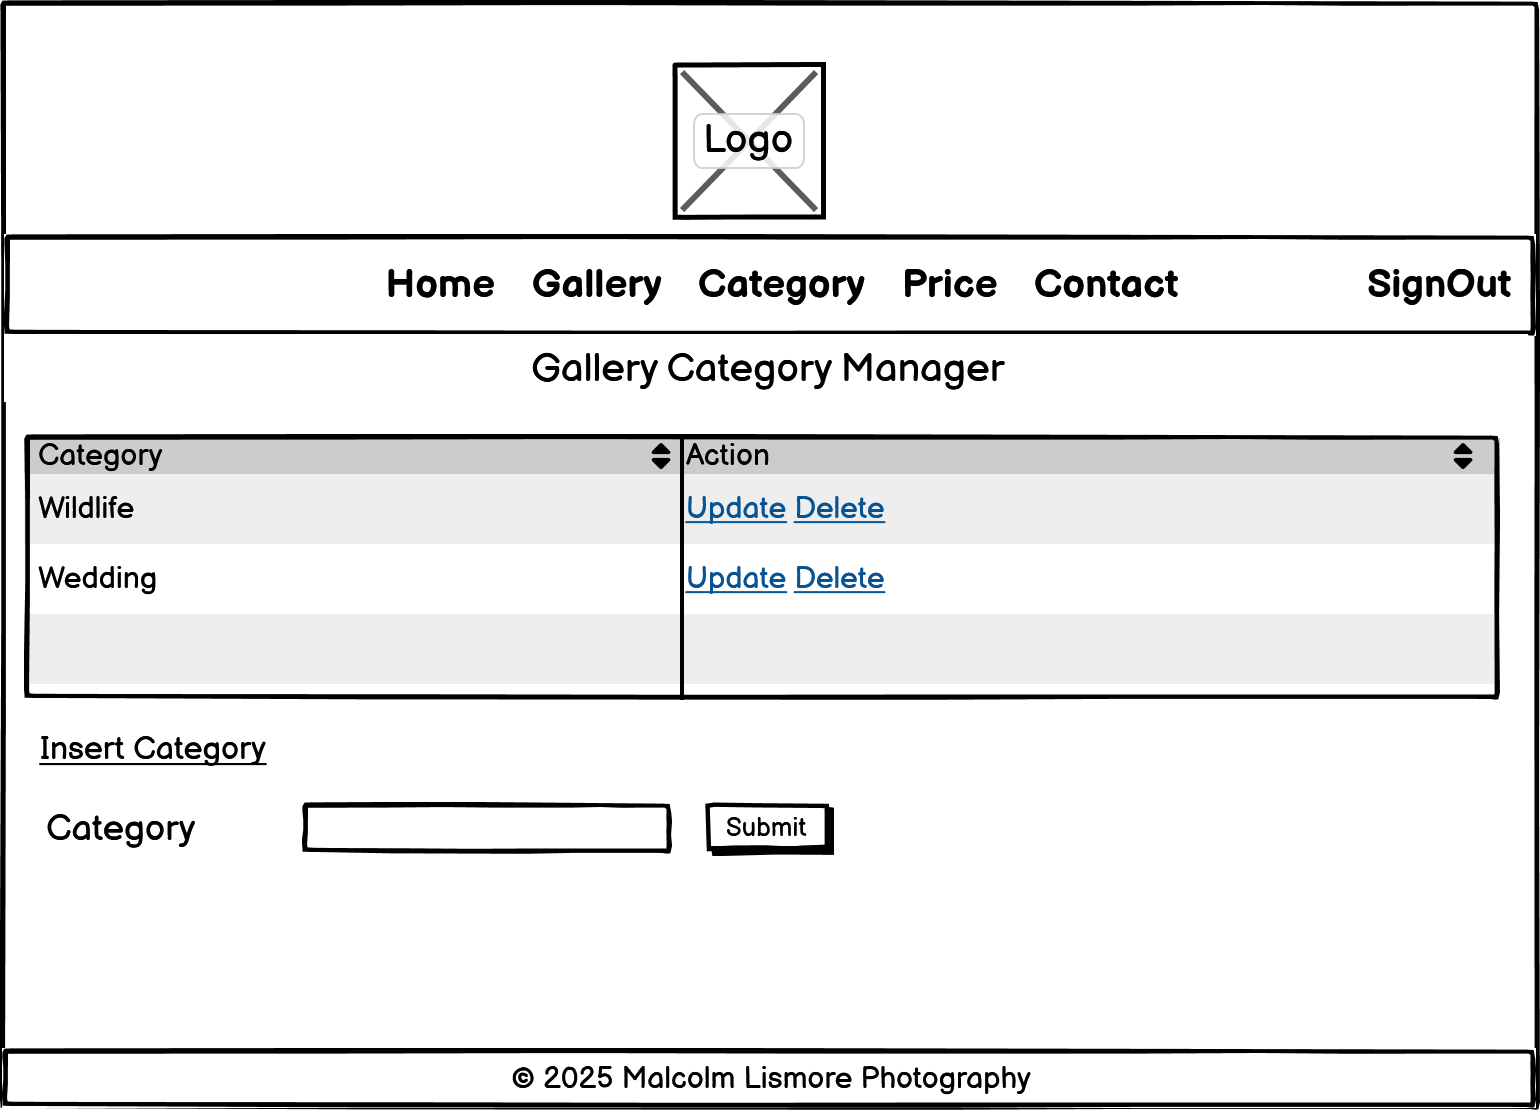 Logo
Home Gallery Category Price Contact SignOut
Gallery Category Manager
Category Action
Wildlife Update Delete
Wedding Update Delete
Insert Category
Category Submit
© 2025 Malcolm Lismore Photography